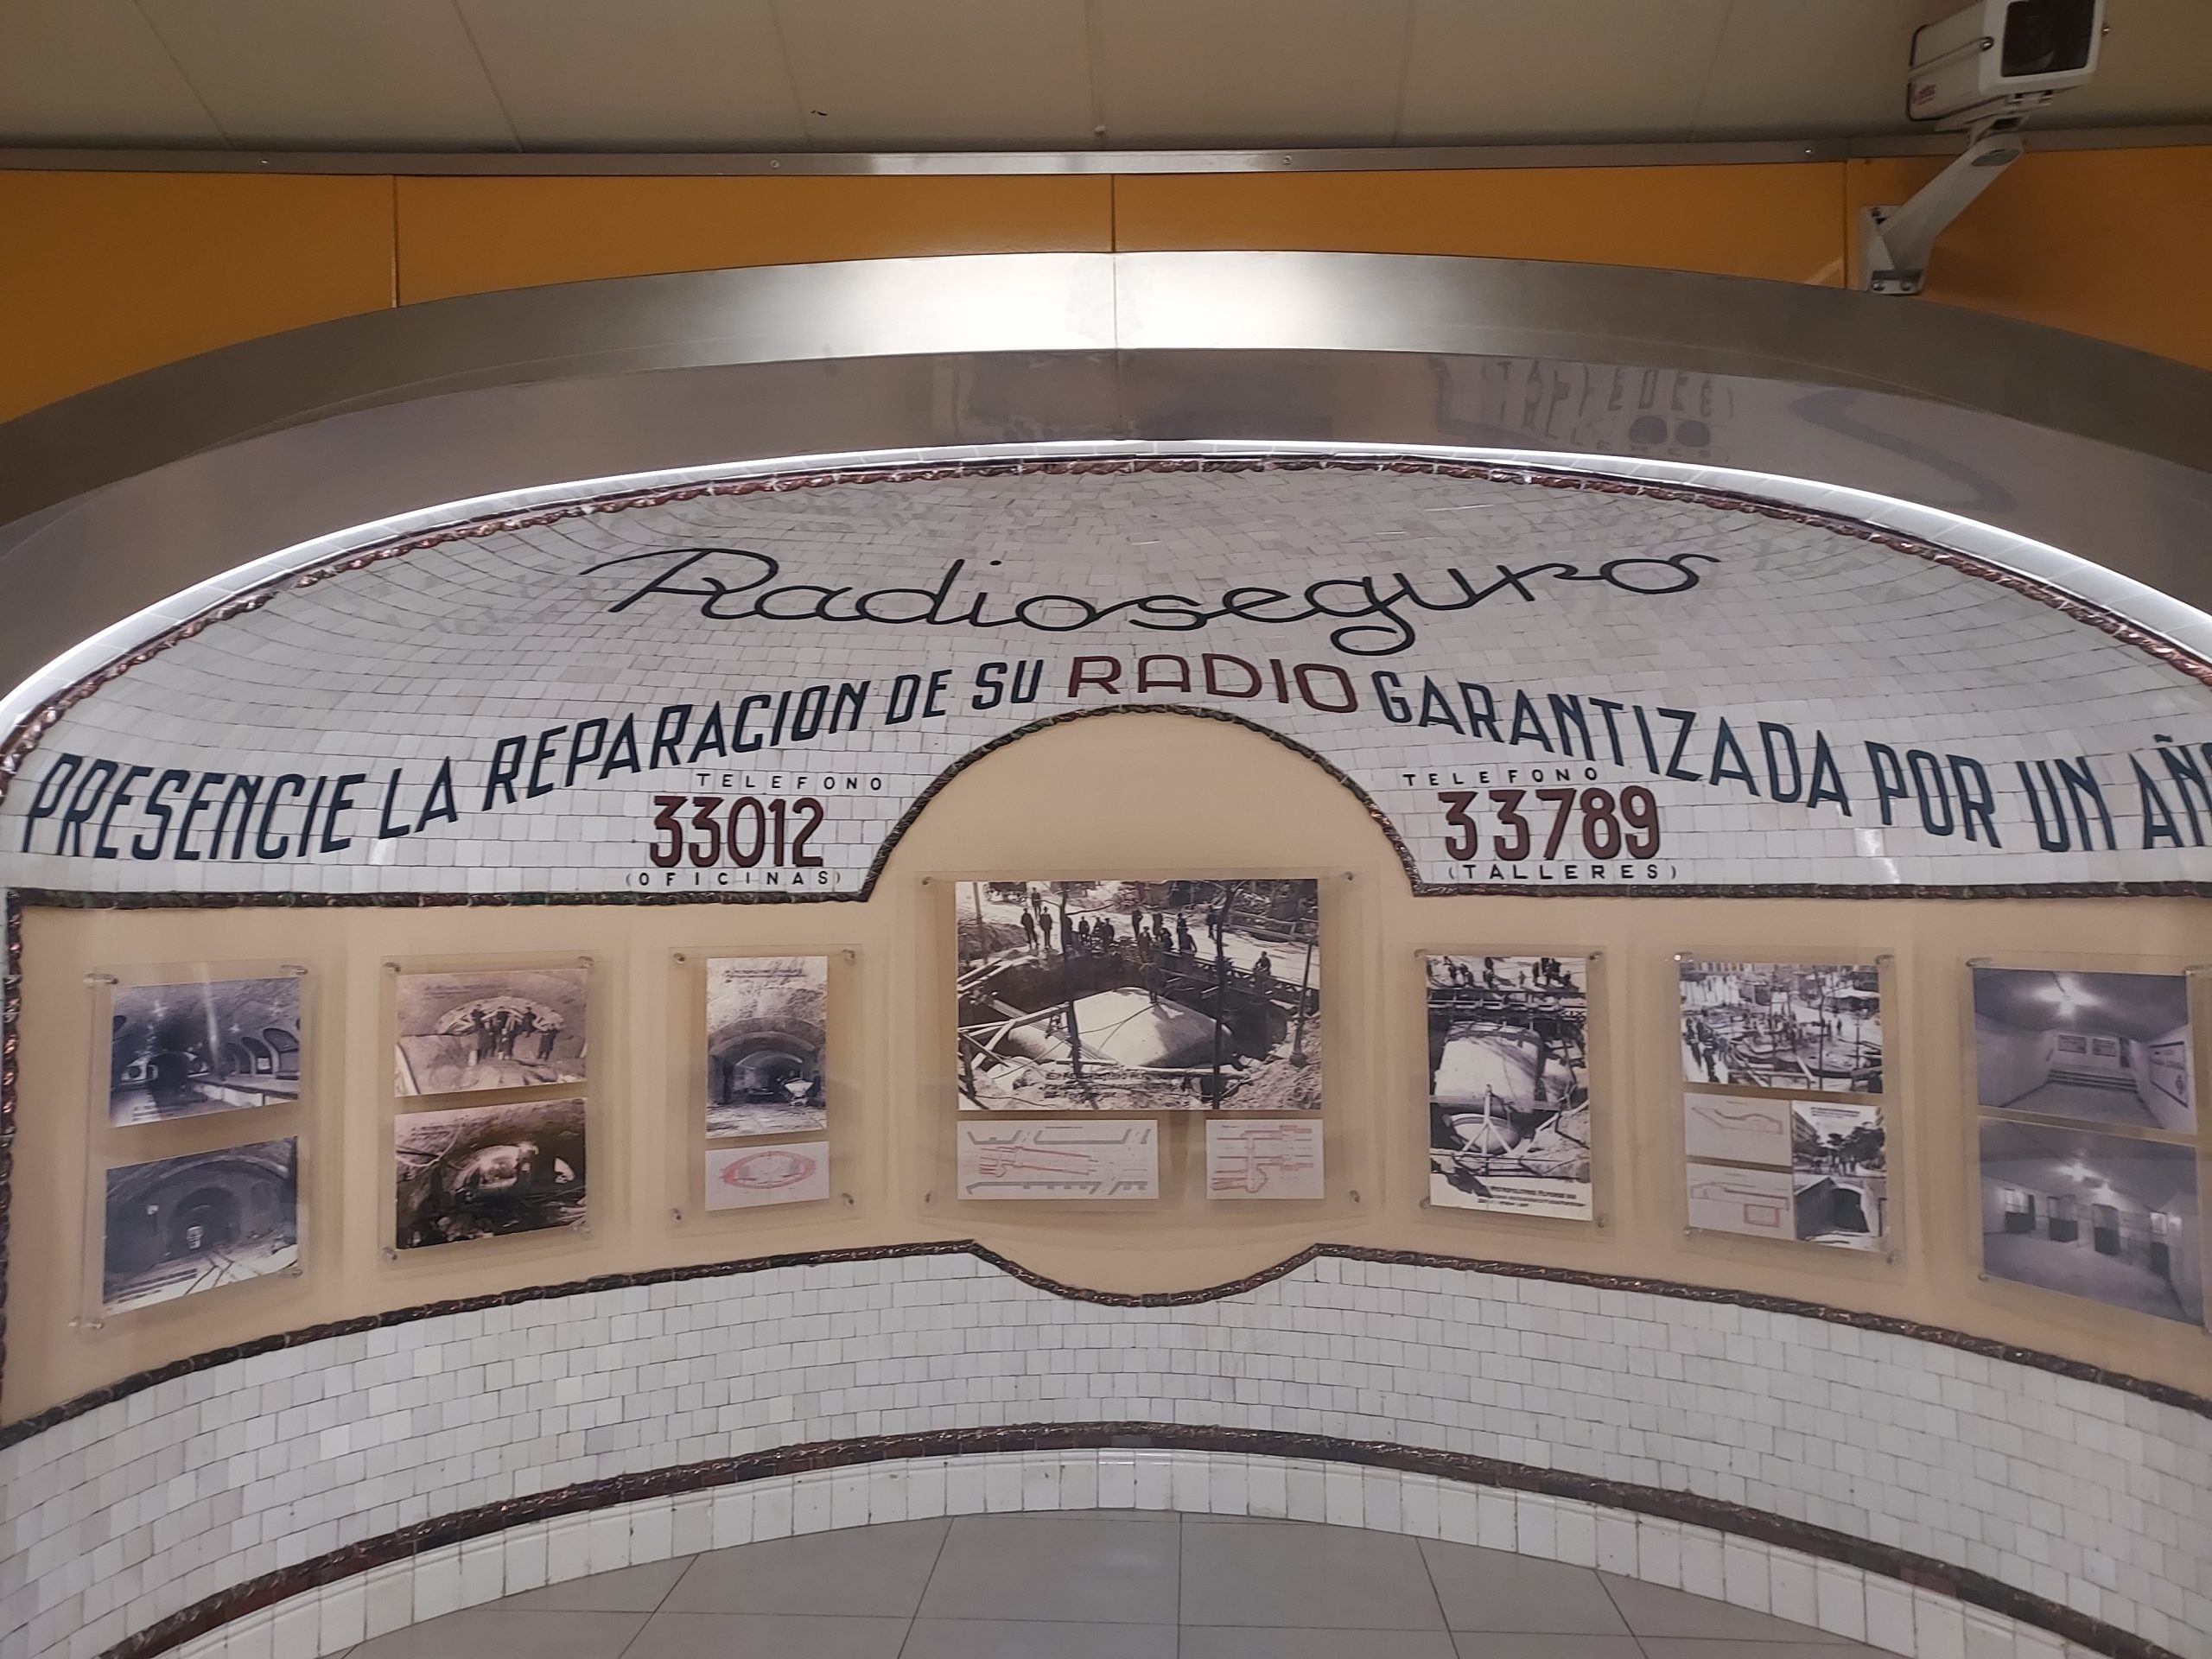 Radioseguro
PRESENCIE LA REPARACION DE SU RADIO GARANTIZADA POR UN AÑ
TELEFONO
33012
(OFICINAS)
TELEFONO
33789
(TALLERES)